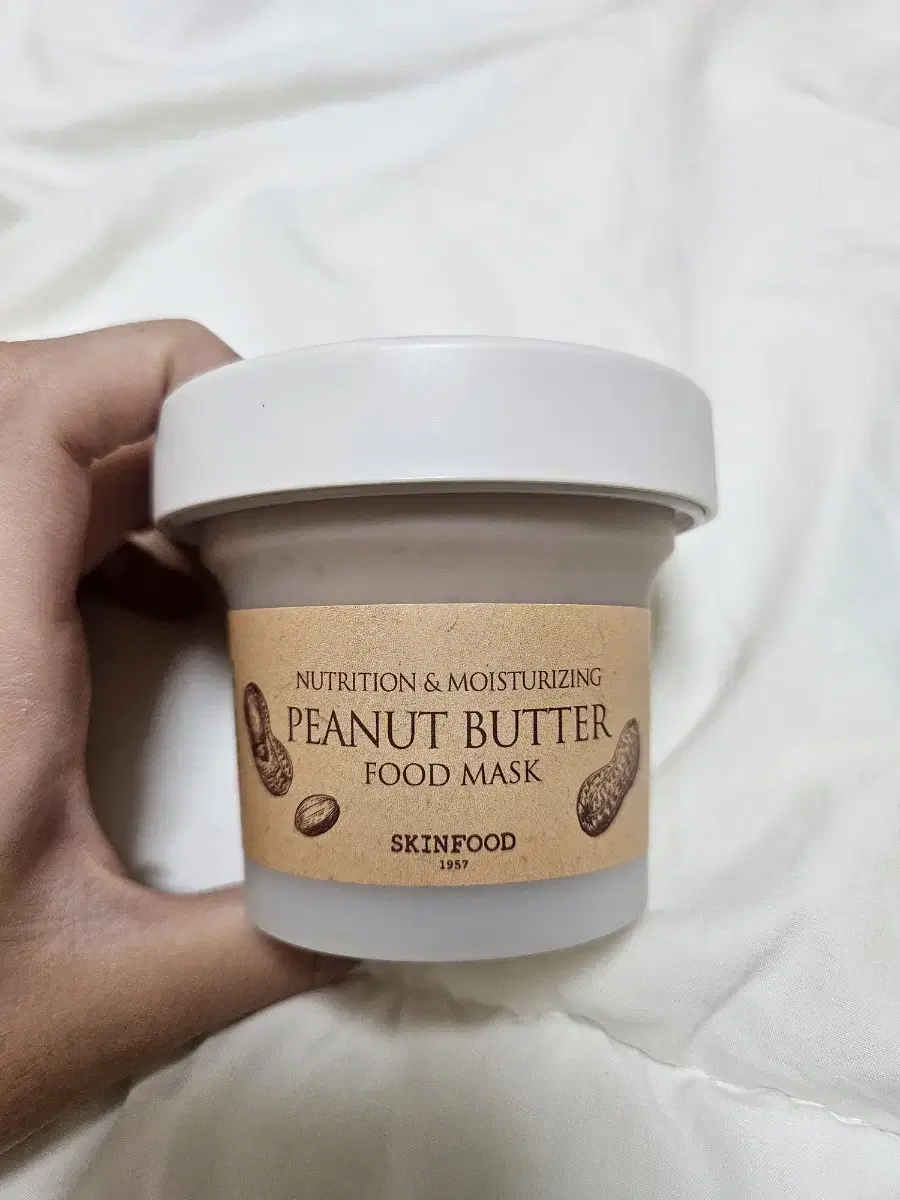 NUTRITION & MOISTURIZING
PEANUT BUTTER
FOOD MASK
SKINFOOD
1957